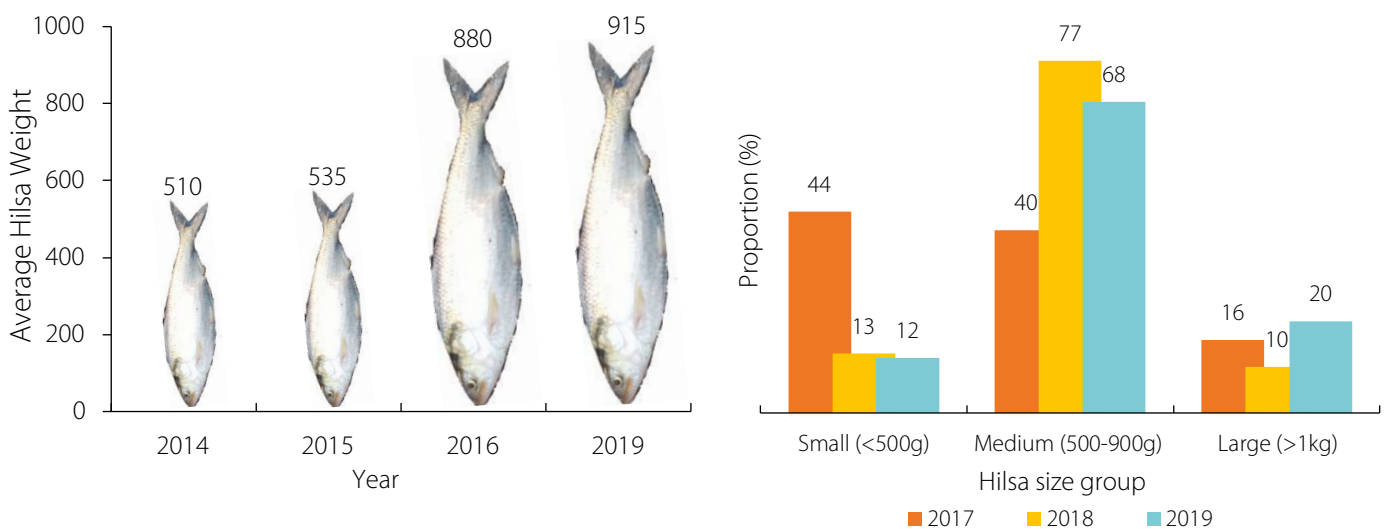 Average Hilsa Weight
1000
800
600
400
200
0
510
535
880
915
2014 2015 2016 2019
Year
Proportion (%)
44
13
12
40
77
68
16
10
20
Small (<500g) Medium (500-900g) Large (>1kg)
Hilsa size group
2017 2018 2019